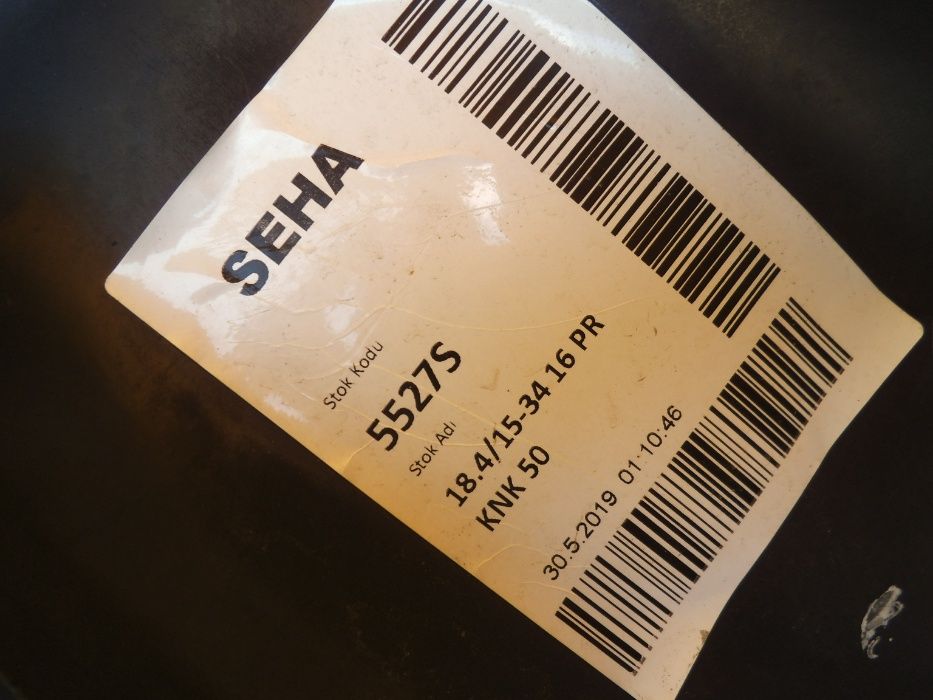 SEHA
Stok Kodu
5527S
Stok Adı
18.4/15-34 16 PR
KNK 50
30.5.2019 01:10:46